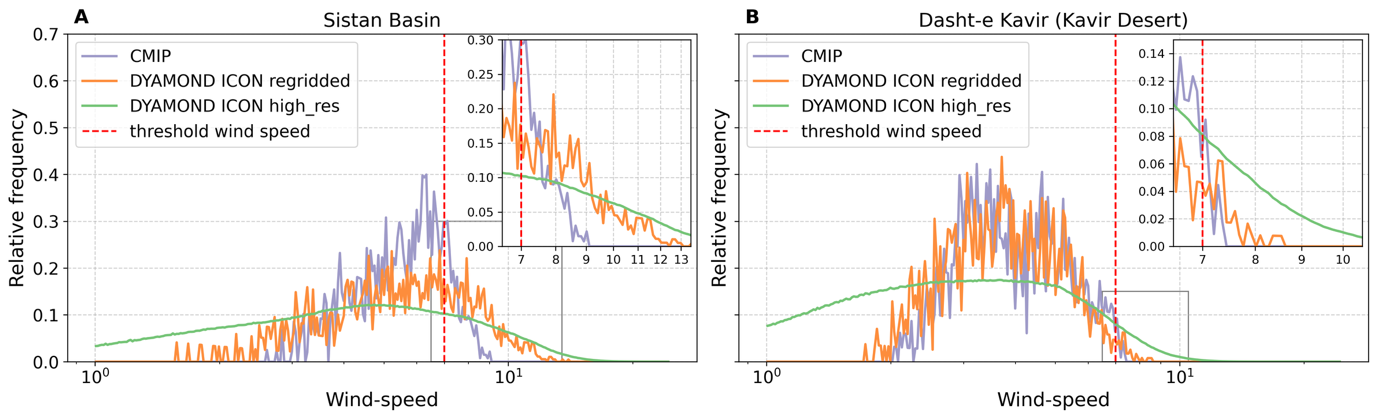 A
Sistan Basin
0.7
0.6
0.5
0.4
0.3
0.2
0.1
0.0
Relative frequency
CMIP
DYAMOND ICON regridded
DYAMOND ICON high_res
threshold wind speed
0.30
0.25
0.20
0.15
0.10
0.05
0.00
7 8 9 10 11 12 13
10⁰ 10¹
Wind-speed
B
Dasht-e Kavir (Kavir Desert)
Relative frequency
CMIP
DYAMOND ICON regridded
DYAMOND ICON high_res
threshold wind speed
0.14
0.12
0.10
0.08
0.06
0.04
0.02
0.00
7 8 9 10
10⁰ 10¹
Wind-speed